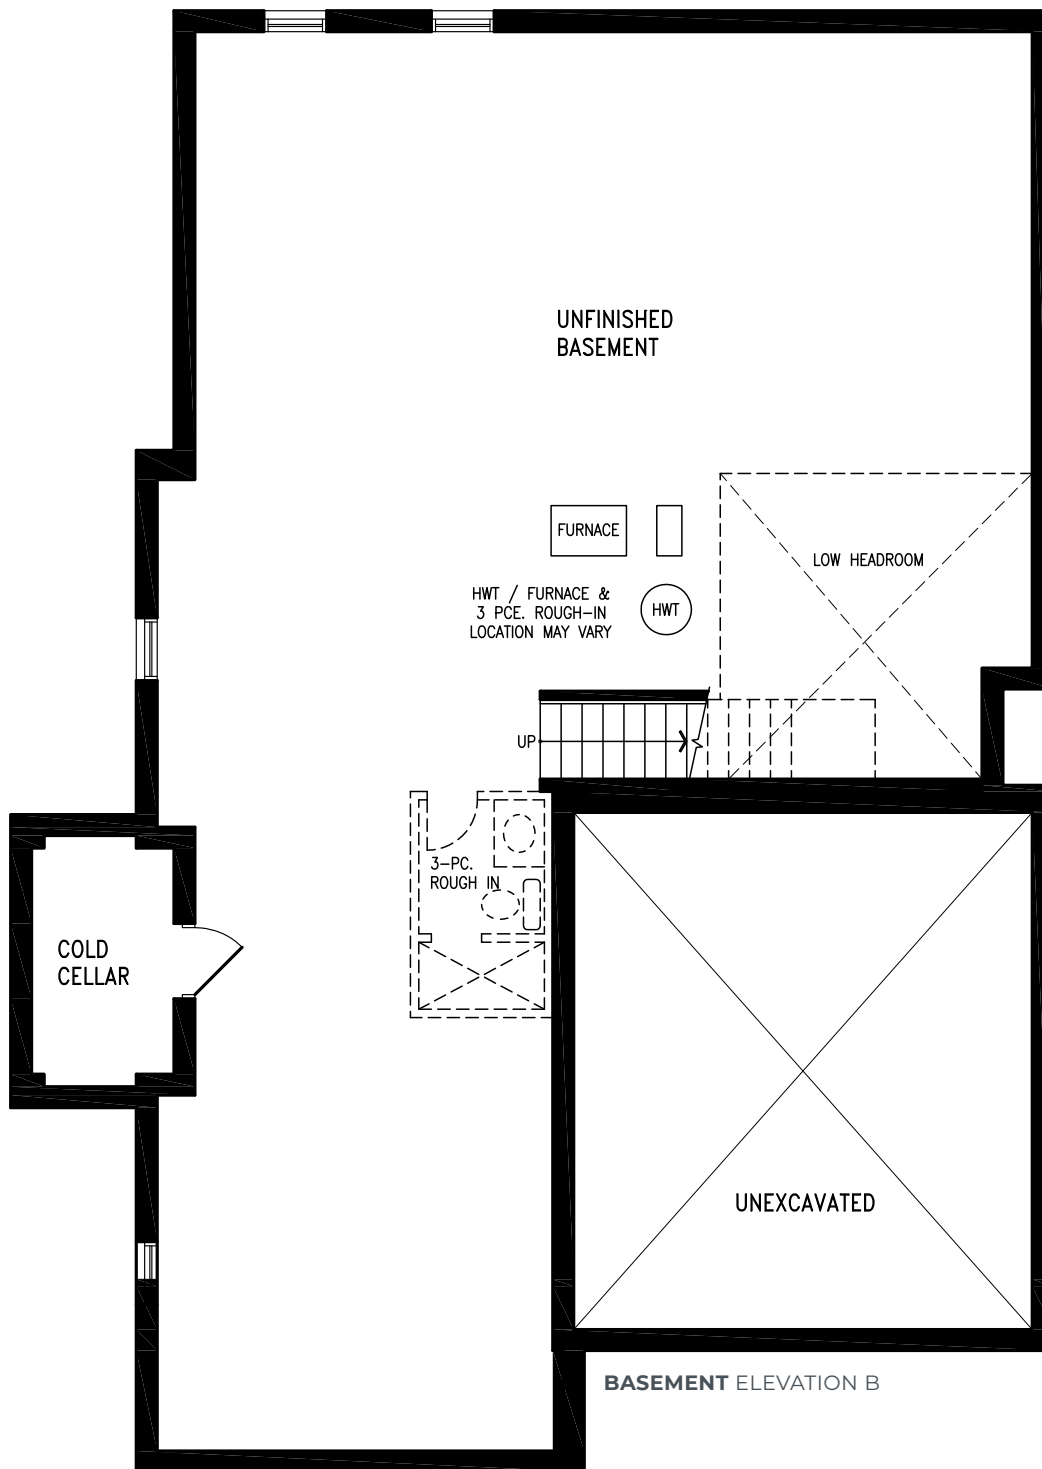 UNFINISHED
BASEMENT
FURNACE
LOW HEADROOM
HWT / FURNACE &
3 PCE. ROUGH-IN
LOCATION MAY VARY
HWT
UP
3-PC.
ROUGH IN
COLD
CELLAR
UNEXCAVATED
BASEMENT ELEVATION B